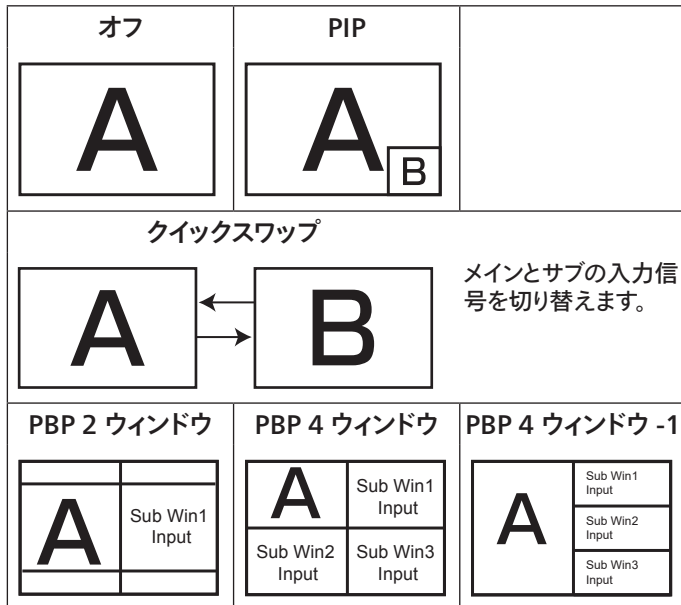 オフ
PIP
A
A
B
クイックスワップ
A
B
メインとサブの入力信
号を切り替えます。
PBP 2 ウィンドウ
PBP 4 ウィンドウ
PBP 4 ウィンドウ -1
A
Sub Win1
Input
A
Sub Win1
Input
Sub Win2
Input
Sub Win3
Input
A
Sub Win1
Input
Sub Win2
Input
Sub Win3
Input